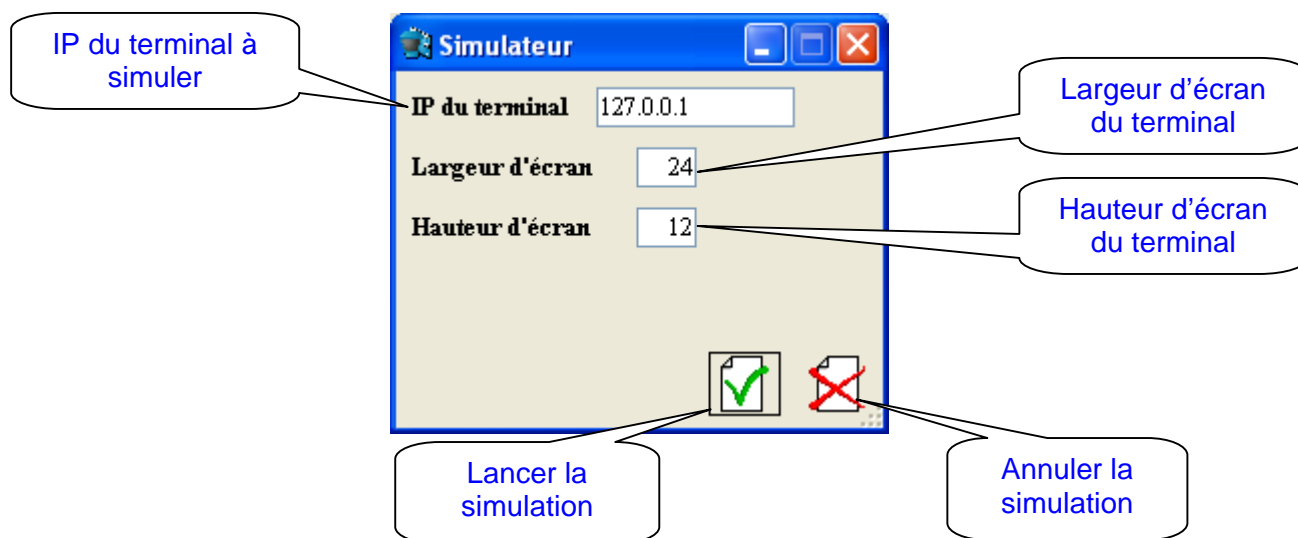 IP du terminal à
simuler
Simulateur
IP du terminal 127.0.0.1
Largeur d'écran 24
Hauteur d'écran 12
Largeur d’écran
du terminal
Hauteur d’écran
du terminal
Lancer la
simulation
Annuler la
simulation